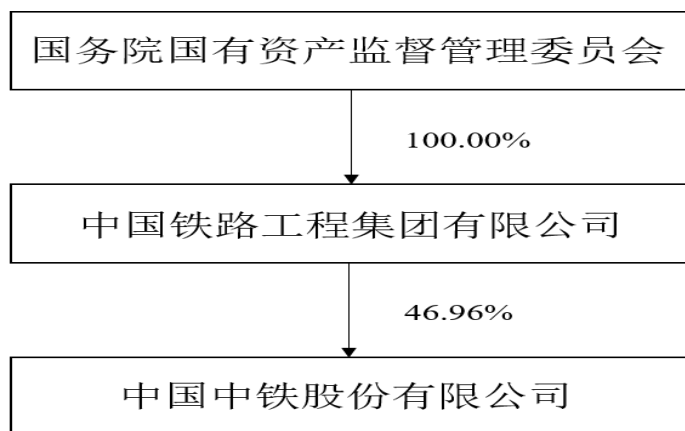 国务院国有资产监督管理委员会
100.00%
中国铁路工程集团有限公司
46.96%
中国中铁股份有限公司